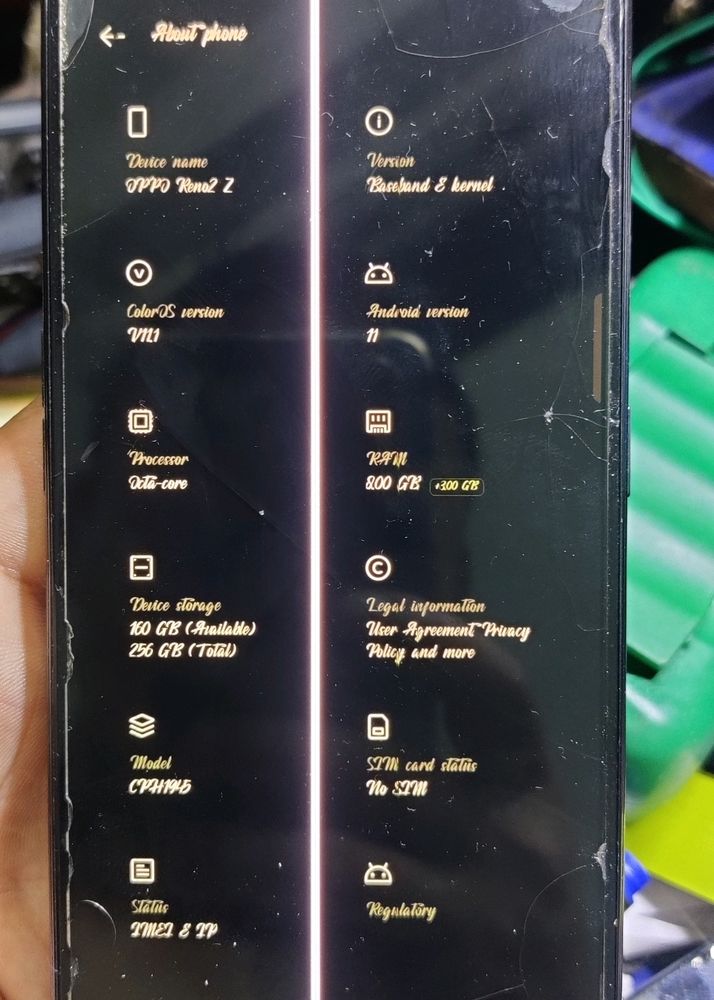 About phone
Device name
OPPO Reno2 Z
Version
Baseband & kernel
ColorOS version
V11.1
Android version
11
Processor
Octa-core
RAM
8.00 GB +3.00 GB
Device storage
160 GB (Available)
256 GB (Total)
Legal information
User Agreement Privacy
Policy and more
Model
CPH1945
SIM card status
No SIM
Status
IMEI & IP
Regulatory